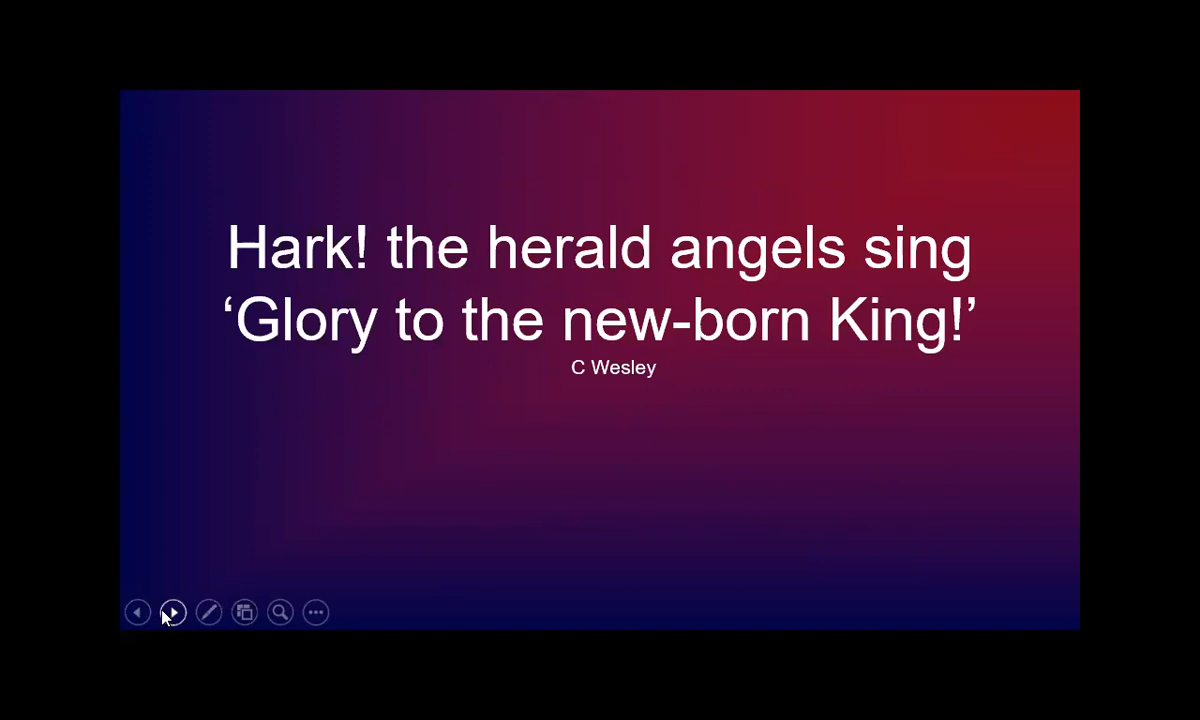 Hark! the herald angels sing
‘Glory to the new-born King!’
C Wesley